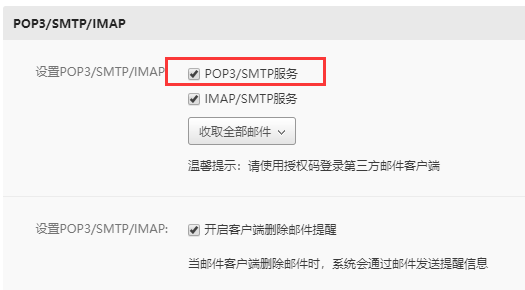 POP3/SMTP/IMAP
设置POP3/SMTP/IMAP: POP3/SMTP服务
IMAP/SMTP服务
收取全部邮件
温馨提示：请使用授权码登录第三方邮件客户端
设置POP3/SMTP/IMAP: 开启客户端删除邮件提醒
当邮件客户端删除邮件时，系统会通过邮件发送提醒信息